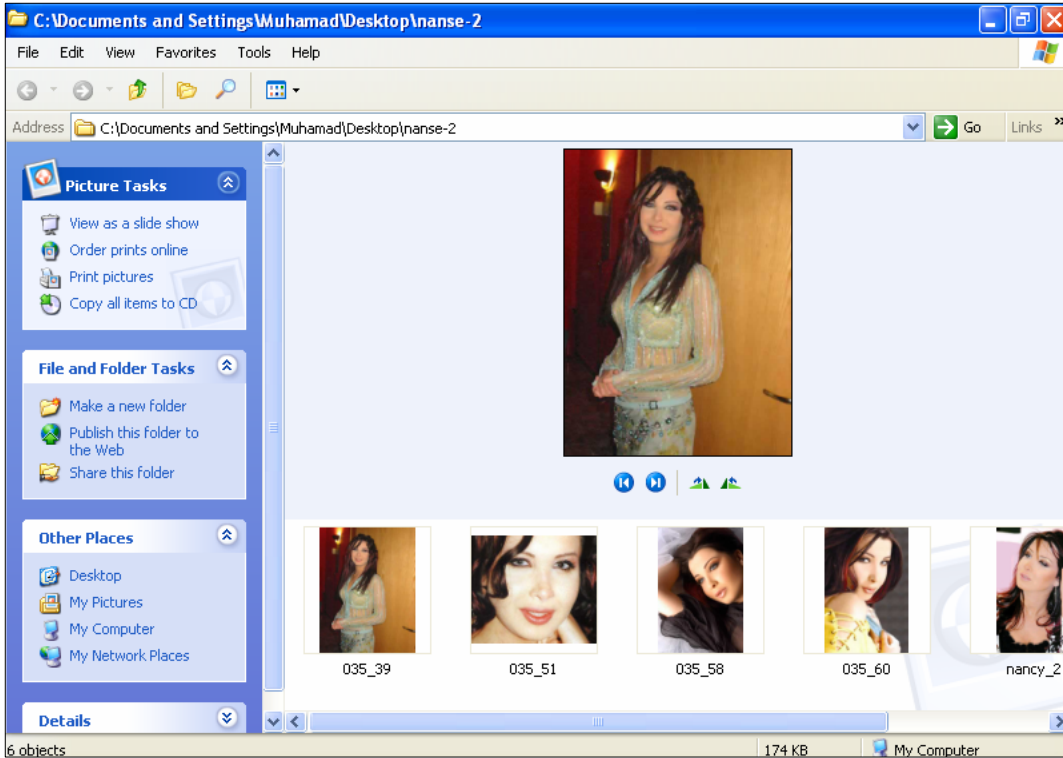 C:\Documents and Settings\Muhamad\Desktop\nanse-2
File Edit View Favorites Tools Help
Address C:\Documents and Settings\Muhamad\Desktop\nanse-2 Go Links »
Picture Tasks
View as a slide show
Order prints online
Print pictures
Copy all items to CD
File and Folder Tasks
Make a new folder
Publish this folder to
the Web
Share this folder
Other Places
Desktop
My Pictures
My Computer
My Network Places
Details
035_39 035_51 035_58 035_60 nancy_2
6 objects 174 KB My Computer